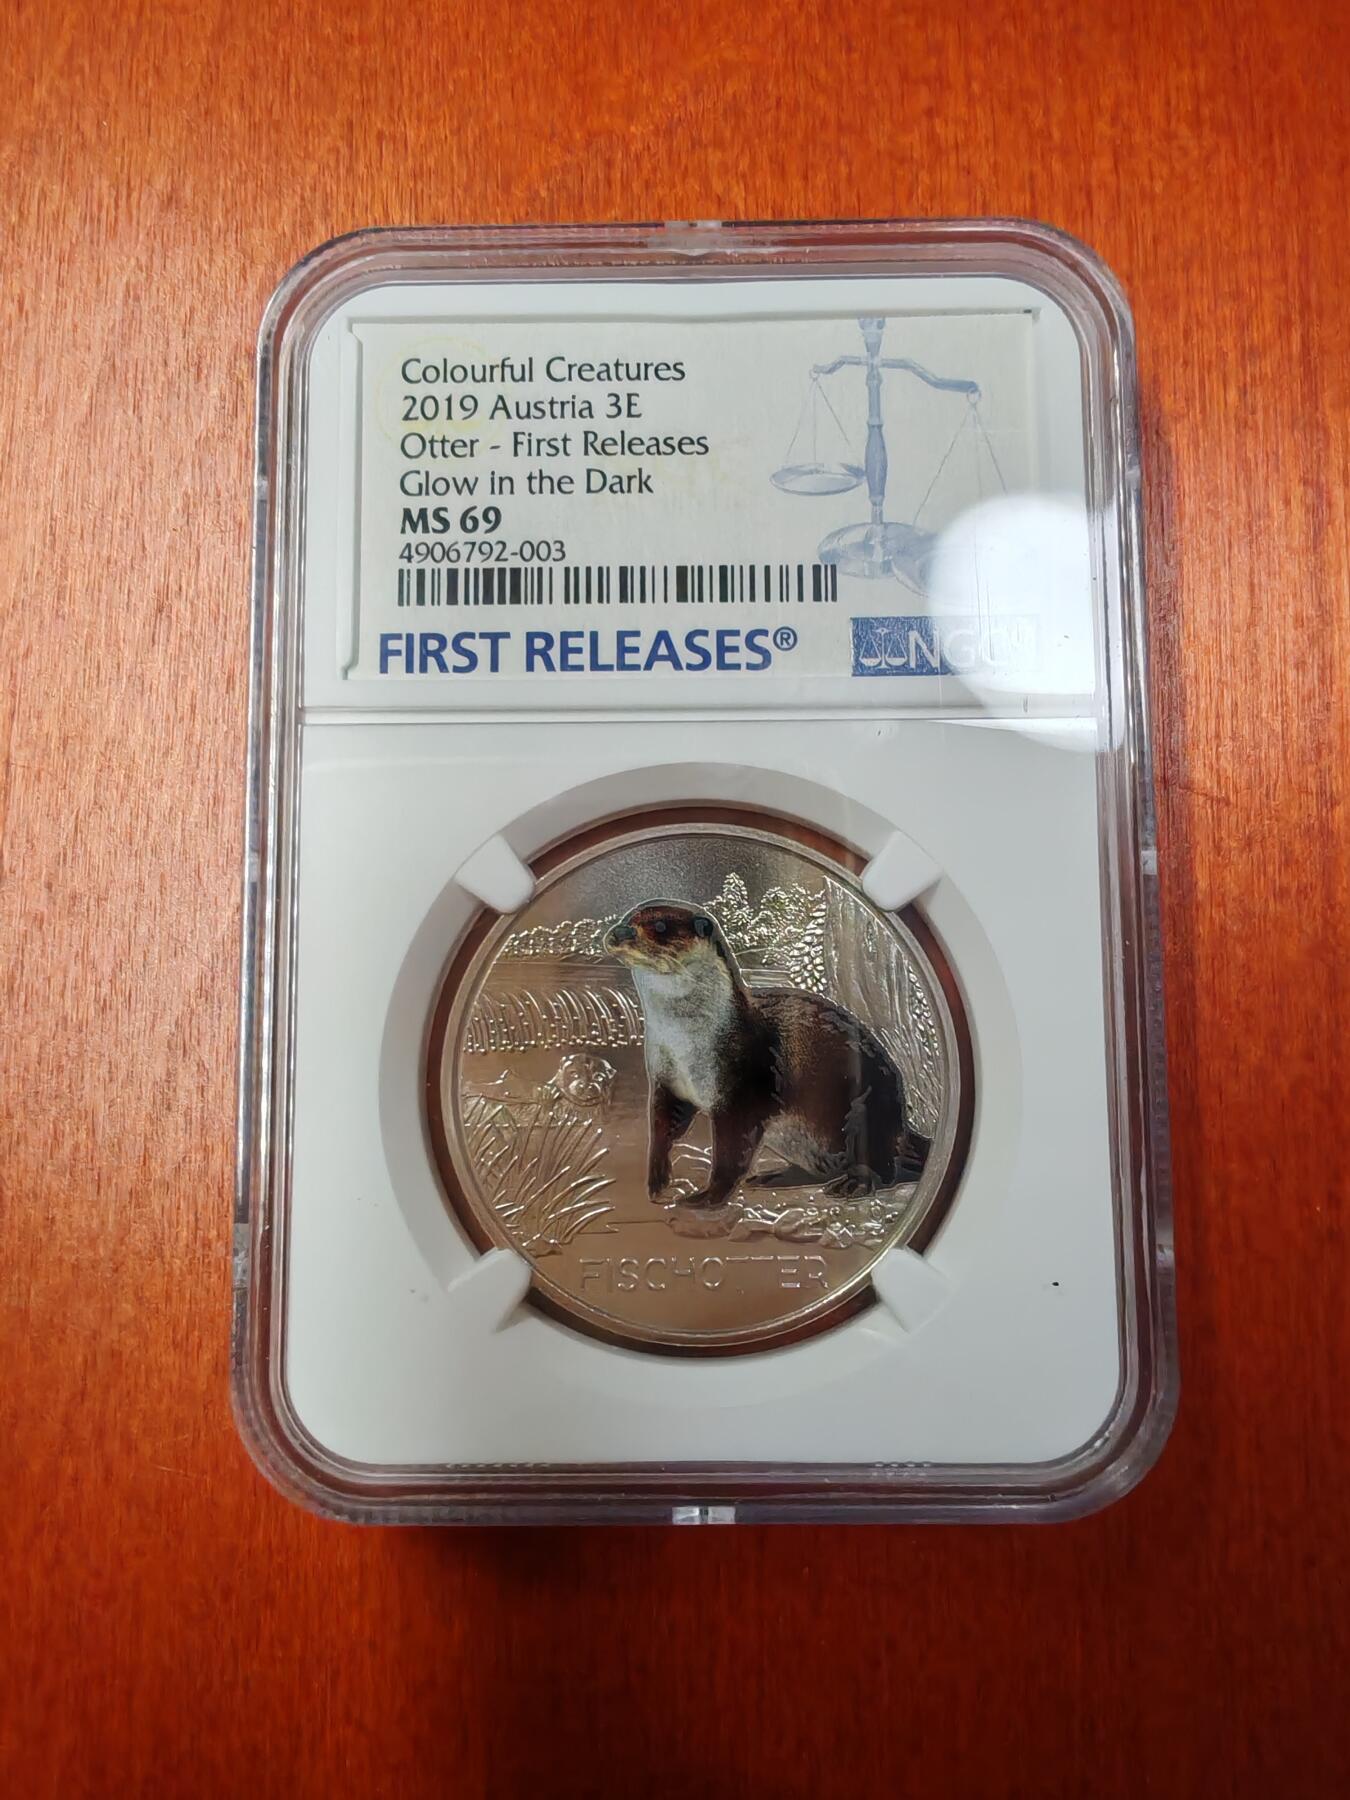 Colourful Creatures
2019 Austria 3E
Otter - First Releases
Glow in the Dark
MS 69
4906792-003
FIRST RELEASES®
NGC
FISCHOTTER